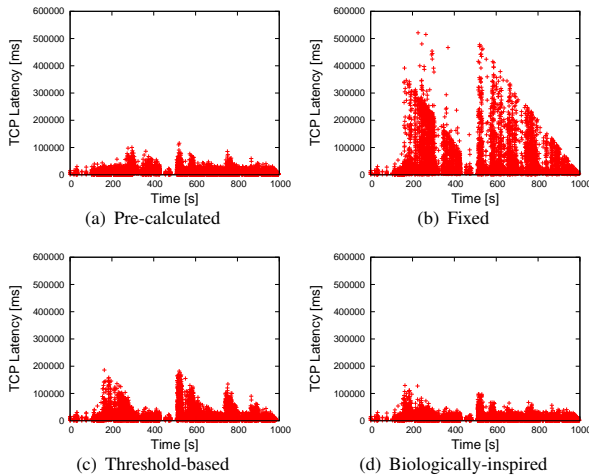 600000
500000
400000
300000
200000
100000
0
TCP Latency [ms]
0 200 400 600 800 1000
Time [s]
(a) Pre-calculated
600000
500000
400000
300000
200000
100000
0
TCP Latency [ms]
0 200 400 600 800 1000
Time [s]
(b) Fixed
600000
500000
400000
300000
200000
100000
0
TCP Latency [ms]
0 200 400 600 800 1000
Time [s]
(c) Threshold-based
600000
500000
400000
300000
200000
100000
0
TCP Latency [ms]
0 200 400 600 800 1000
Time [s]
(d) Biologically-inspired